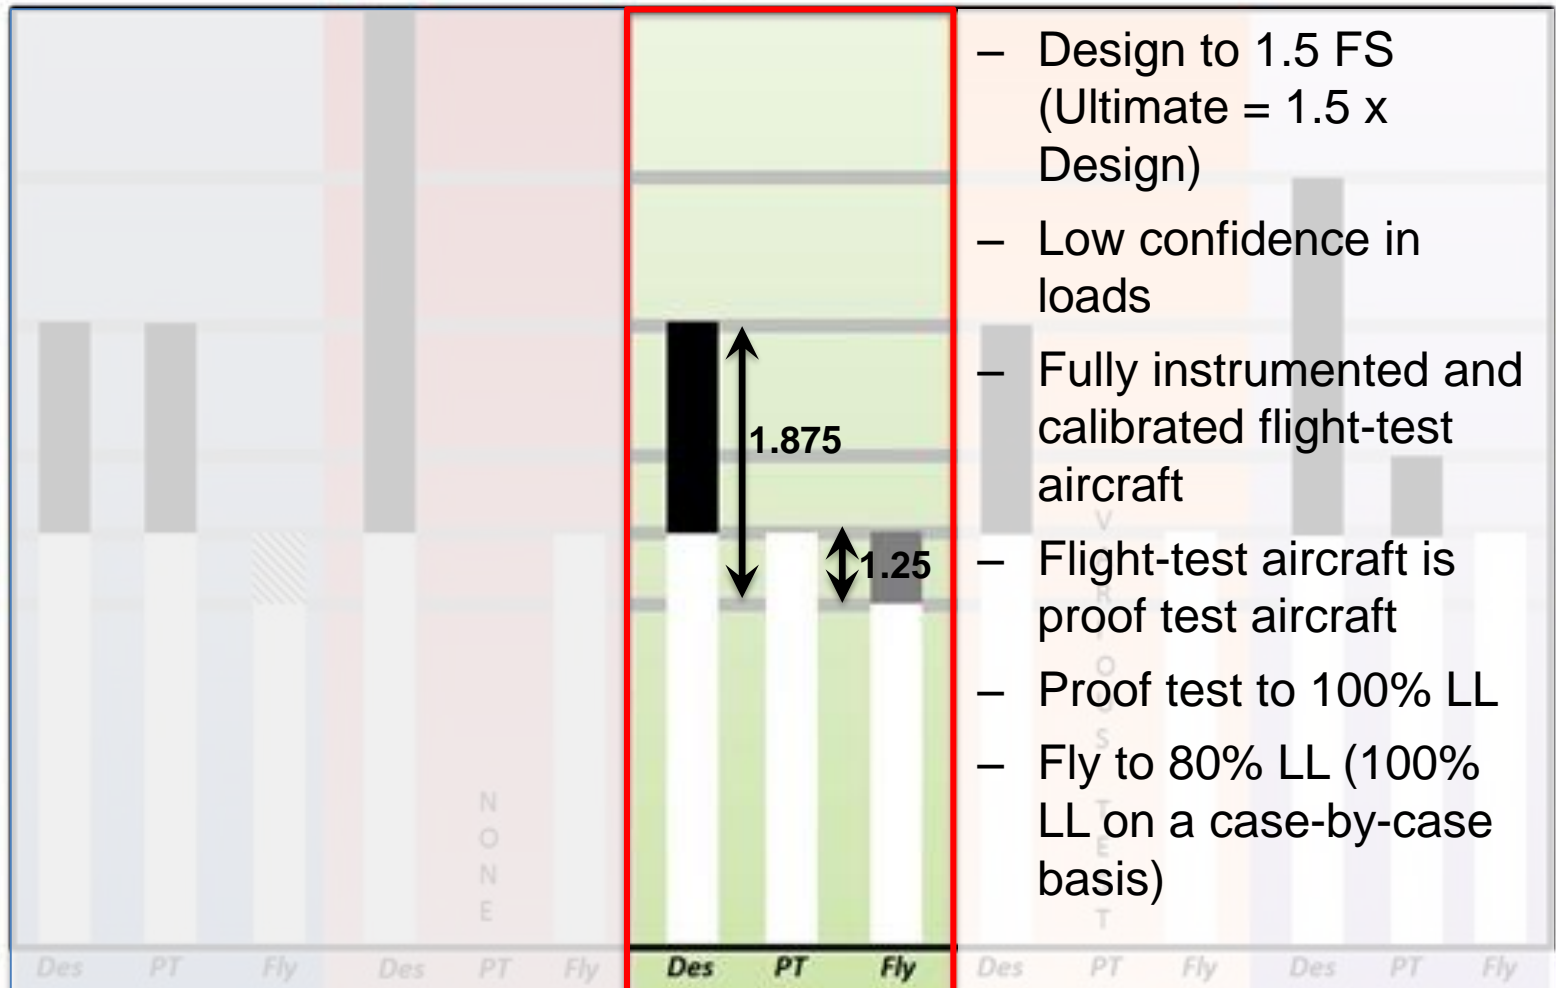 – Design to 1.5 FS
(Ultimate = 1.5 x
Design)
– Low confidence in
loads
– Fully instrumented and
calibrated flight-test
aircraft
– Flight-test aircraft is
proof test aircraft
– Proof test to 100% LL
– Fly to 80% LL (100%
LL on a case-by-case
basis)
1.875
1.25
N
O
N
E
V
A
R
I
O
U
S
T
E
S
T
Des PT Fly Des PT Fly Des PT Fly Des PT Fly Des PT Fly